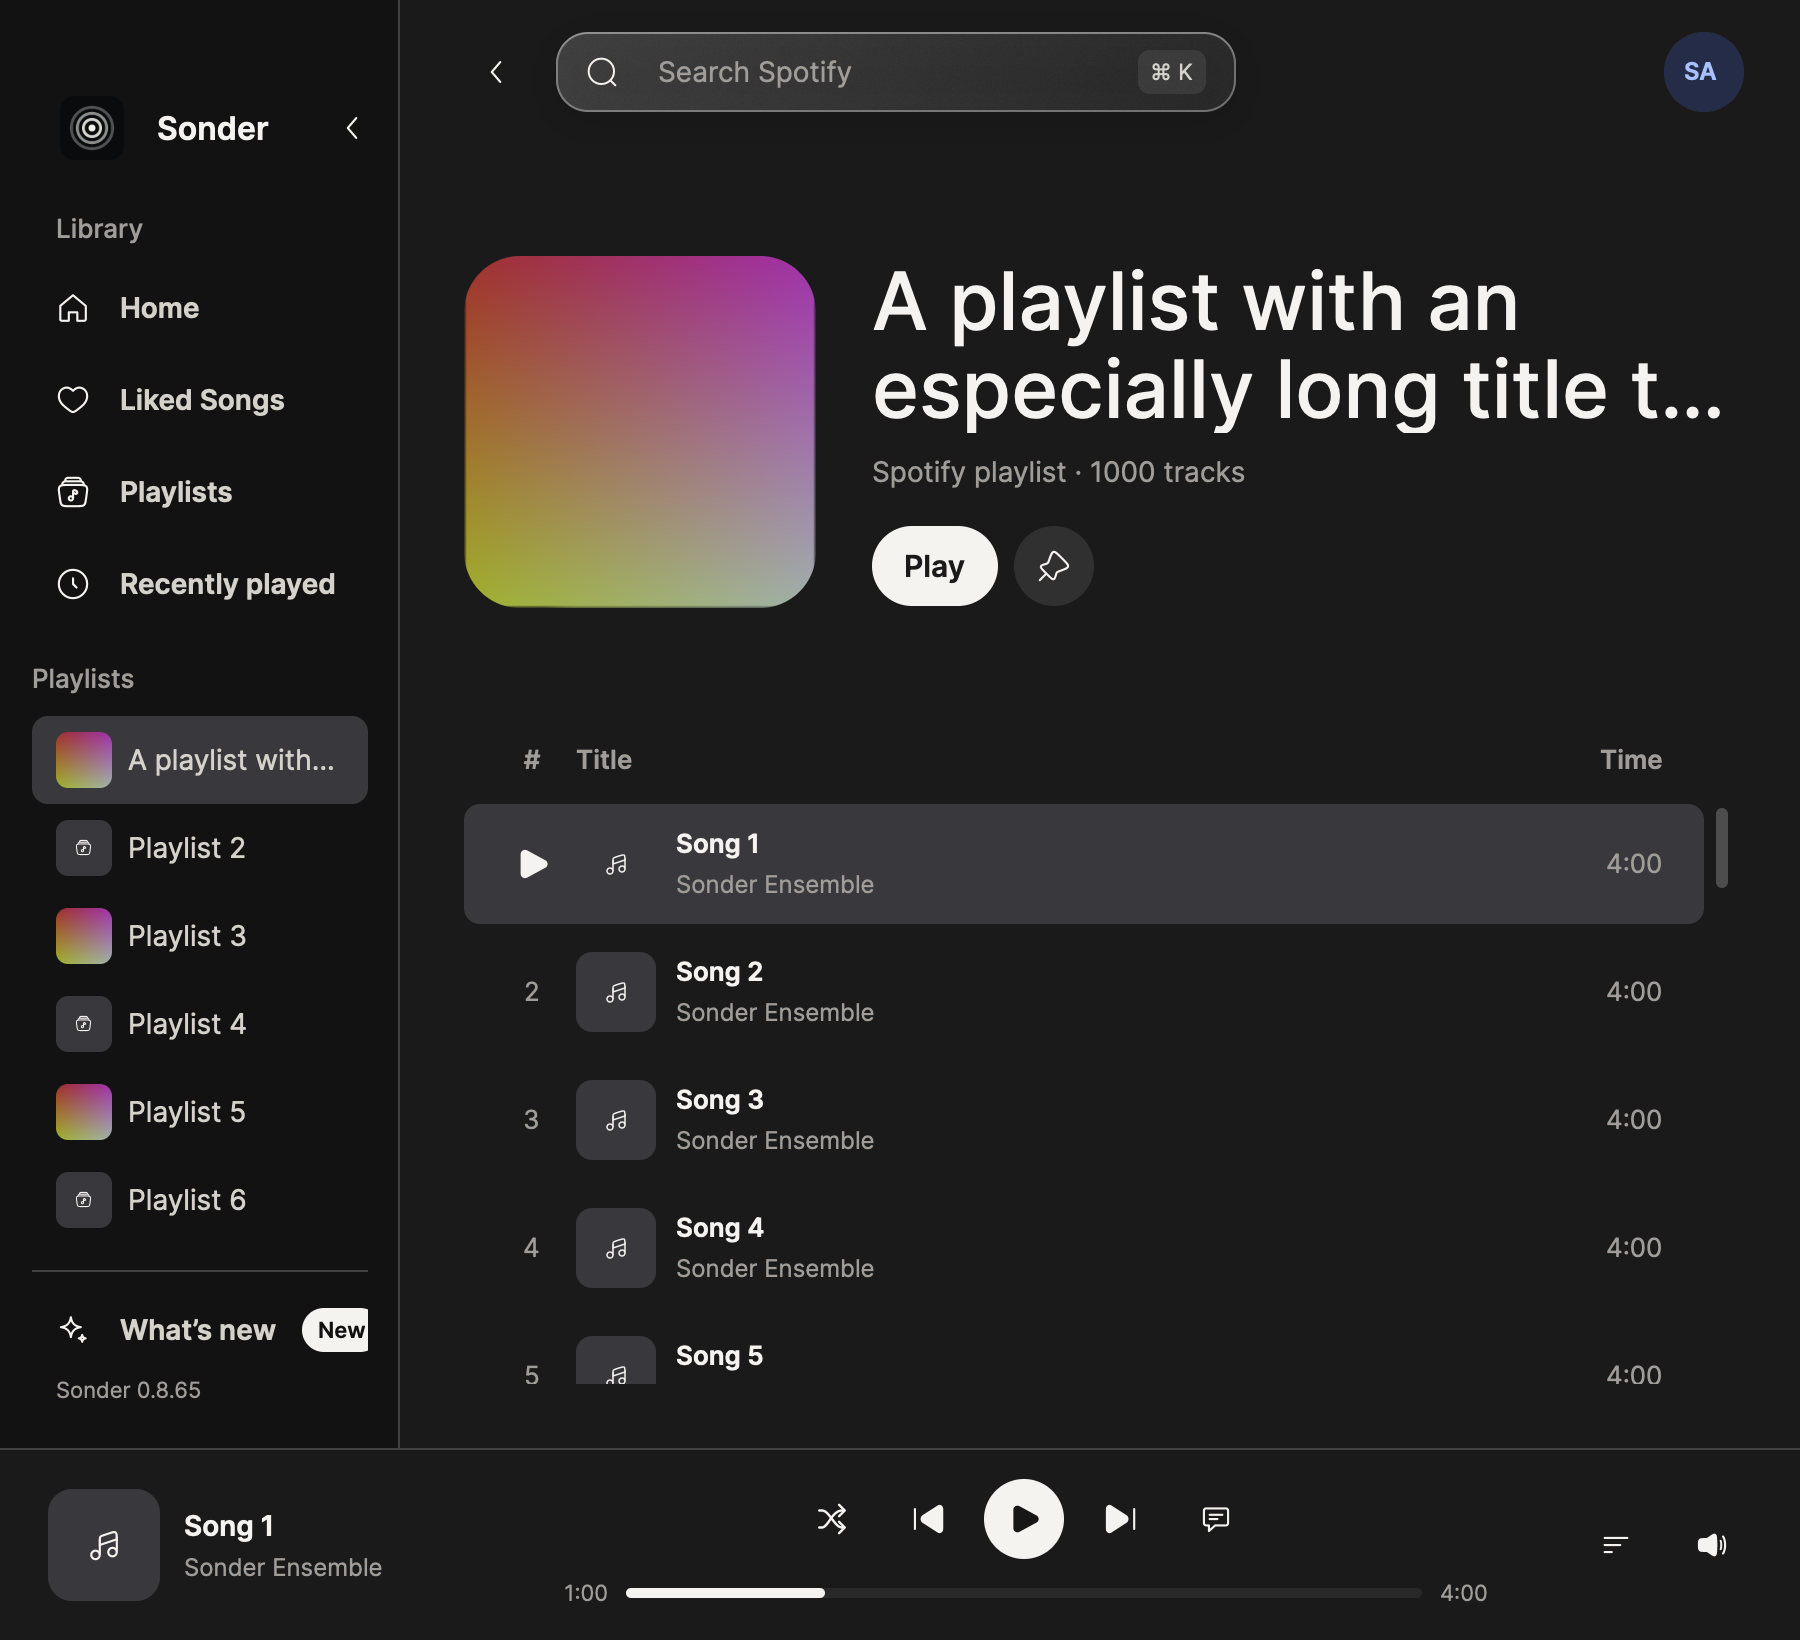 Search Spotify
⌘ K
SA
Sonder
Library
Home
Liked Songs
Playlists
Recently played
Playlists
A playlist with...
Playlist 2
Playlist 3
Playlist 4
Playlist 5
Playlist 6
What’s new
New
Sonder 0.8.65
A playlist with an
especially long title t...
Spotify playlist · 1000 tracks
Play
# Title Time
Song 1
Sonder Ensemble
4:00
2
Song 2
Sonder Ensemble
4:00
3
Song 3
Sonder Ensemble
4:00
4
Song 4
Sonder Ensemble
4:00
5
Song 5
4:00
Song 1
Sonder Ensemble
1:00
4:00